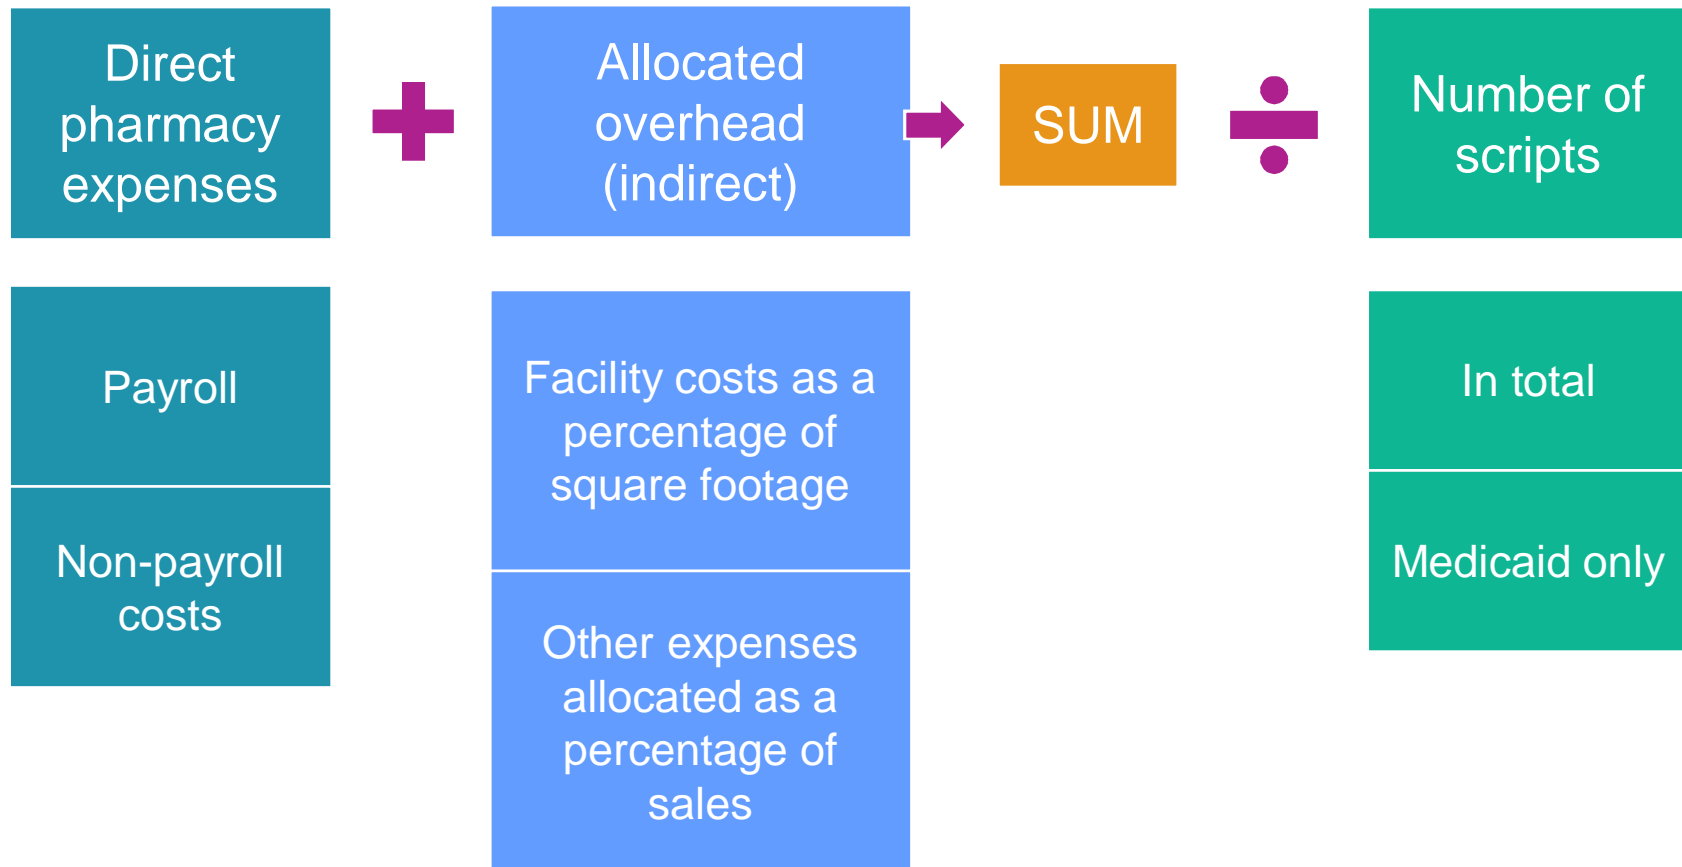 Direct
pharmacy
expenses
Allocated
overhead
(indirect)
SUM
Number of
scripts
Payroll
Non-payroll
costs
Facility costs as a
percentage of
square footage
Other expenses
allocated as a
percentage of
sales
In total
Medicaid only